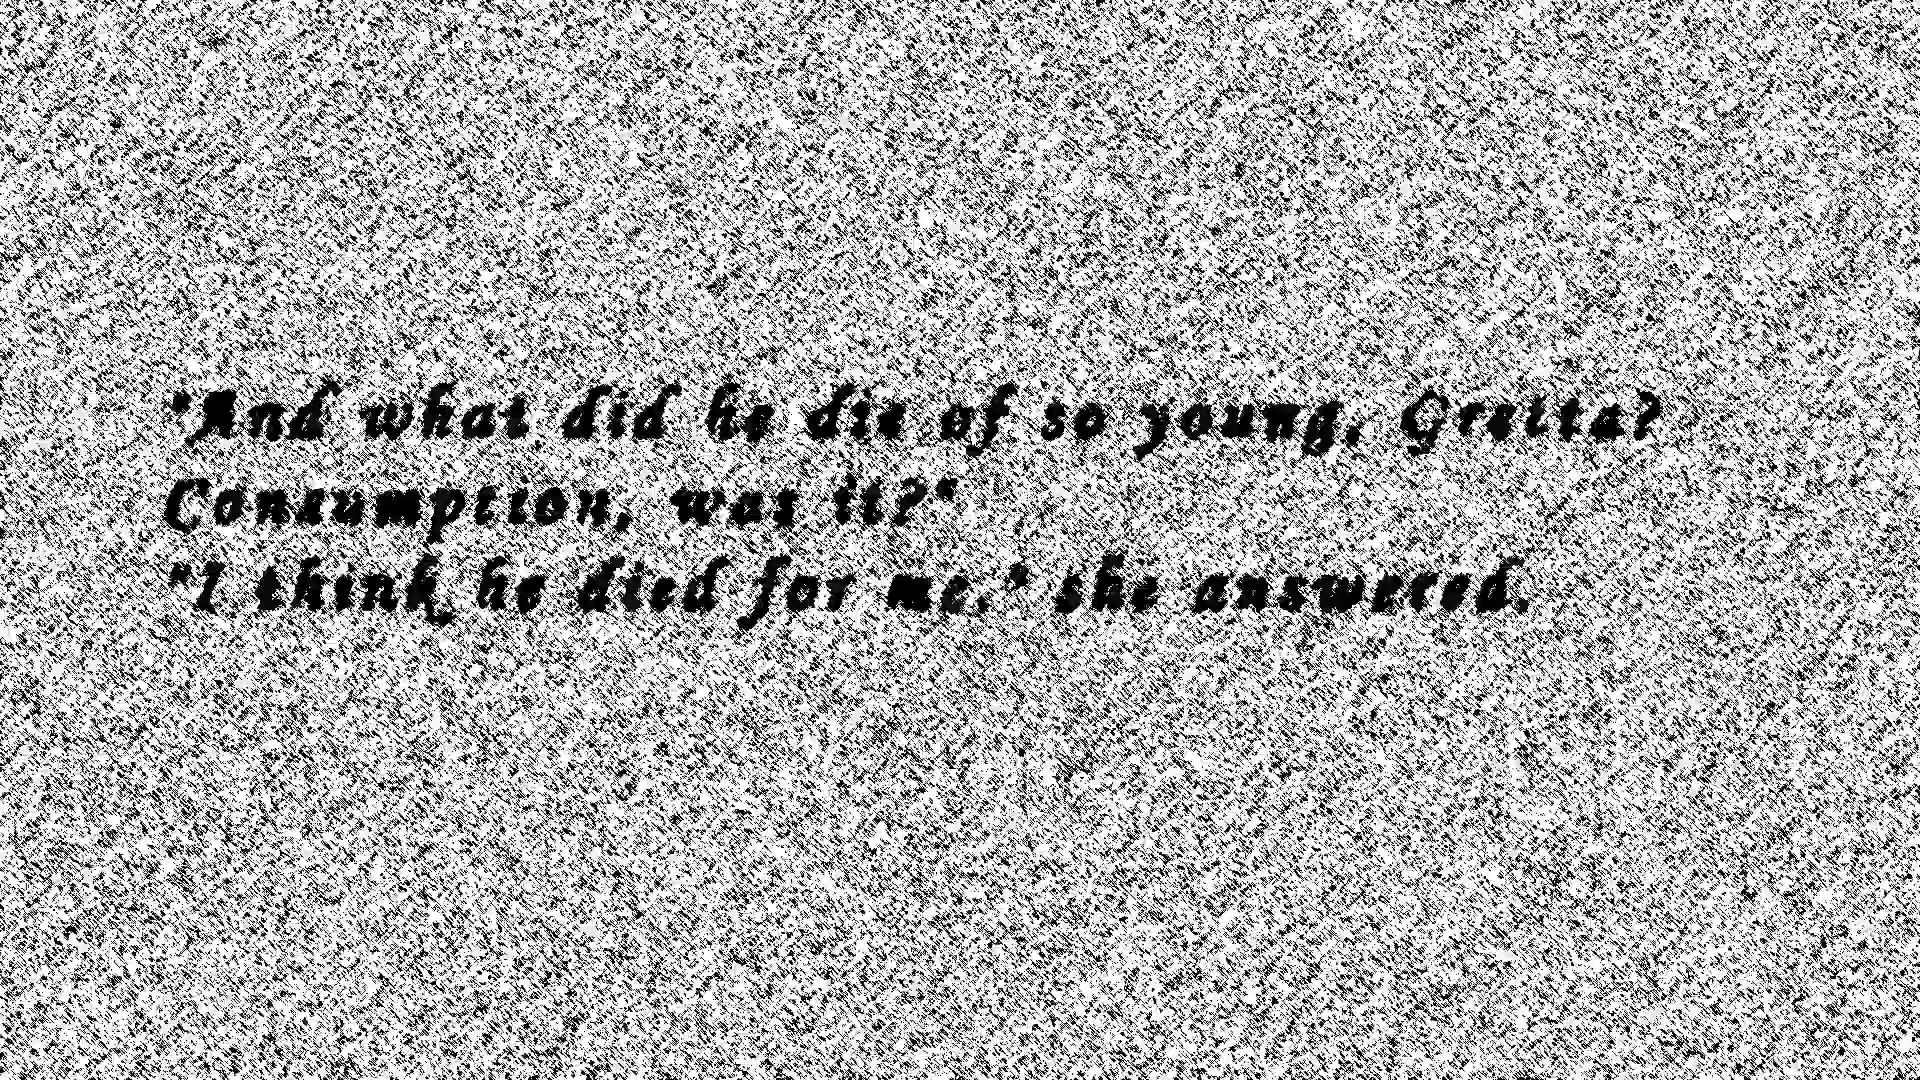 "And what did he die of so young, Gretta?
Consumption, was it?"
"I think he died for me," she answered.